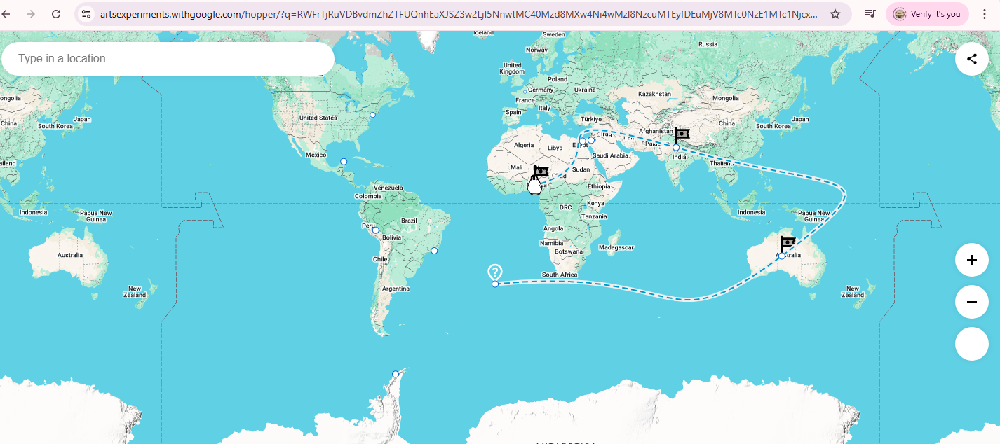 artsexperiments.withgoogle.com/hopper/?q=RWFrTjRuVDBvdmZhZTFUQnhEaXJSZ3w2LjI5NnwtMC40Mzd8MXw4Ni4wMzl8NzcuMTEyfDEuMjV8MTc0NzE1MTc1Njcx...
Verify it's you
Type in a location
Iceland
Sweden
Norway
Russia
United
Kingdom
Poland
Germany
Ukraine
France
Kazakhstan
Mongolia
ongolia
Spain
Italy
Türkiye
China
United States
Japan
South Korea
China
Japan
South Korea
Afghanistan
Iraq
Iran
Pakis
Algeria
Libya
Egypt
Mexico
Saudi Arabia
India
ailand
Thailand
Mali
Chad
Sudan
Venezuela
Colombia
Ethiopia
Kenya
DRC
Indonesia
Papua New
Guinea
Tanzania
Indonesia
Papua New
Guinea
Brazil
Peru
Angola
Bolivia
Namibia
Botswana
Madagascar
Australia
Chile
Australia
South Africa
Argentina
New
Zealand
New
Zealand
?